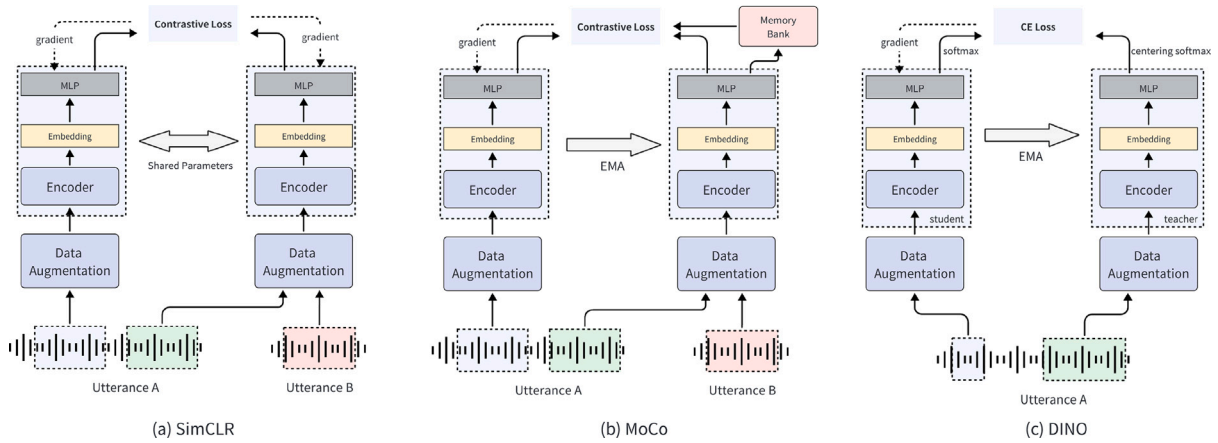 Contrastive Loss
gradient
gradient
MLP
MLP
Embedding
Embedding
Shared Parameters
Encoder
Encoder
Data
Augmentation
Data
Augmentation
Utterance A
Utterance B
(a) SimCLR
Contrastive Loss
Memory
Bank
gradient
MLP
MLP
Embedding
Embedding
EMA
Encoder
Encoder
Data
Augmentation
Data
Augmentation
Utterance A
Utterance B
(b) MoCo
CE Loss
gradient
softmax
centering softmax
MLP
MLP
Embedding
Embedding
EMA
Encoder
Encoder
student
teacher
Data
Augmentation
Data
Augmentation
Utterance A
(c) DINO